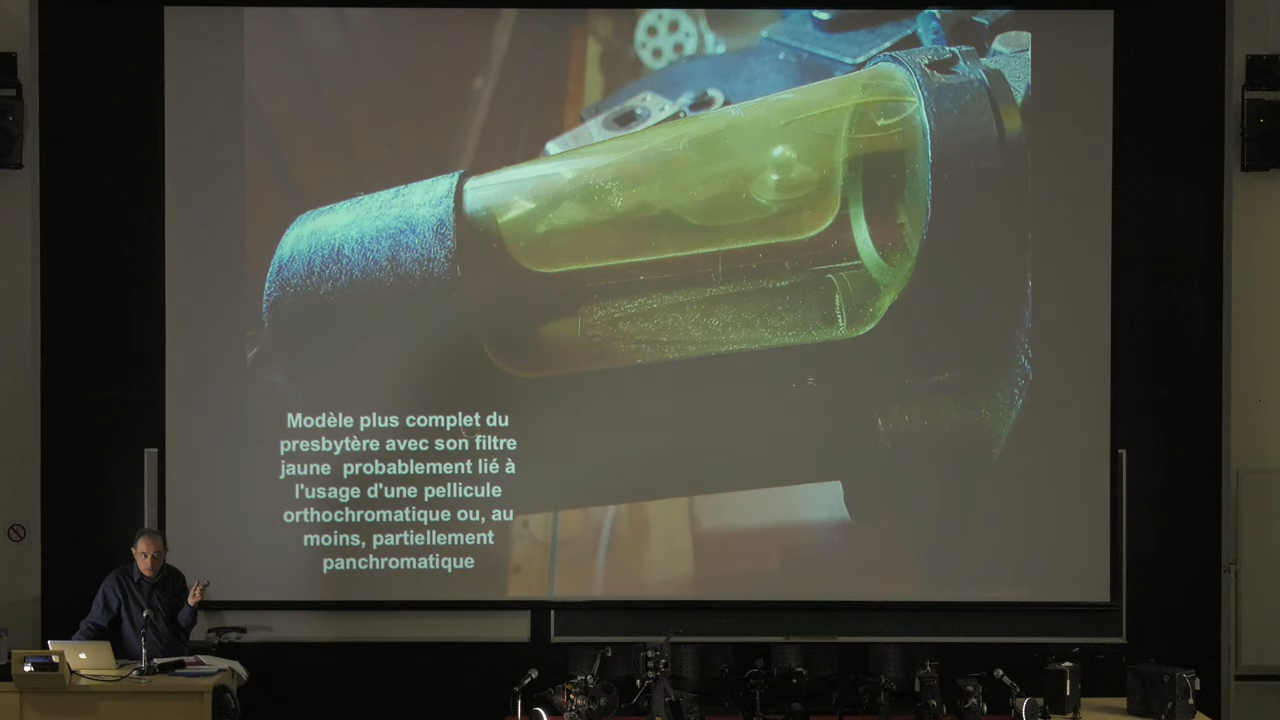 Modèle plus complet du
presbytère avec son filtre
jaune  probablement lié à
l'usage d'une pellicule
orthochromatique ou, au
moins, partiellement
panchromatique